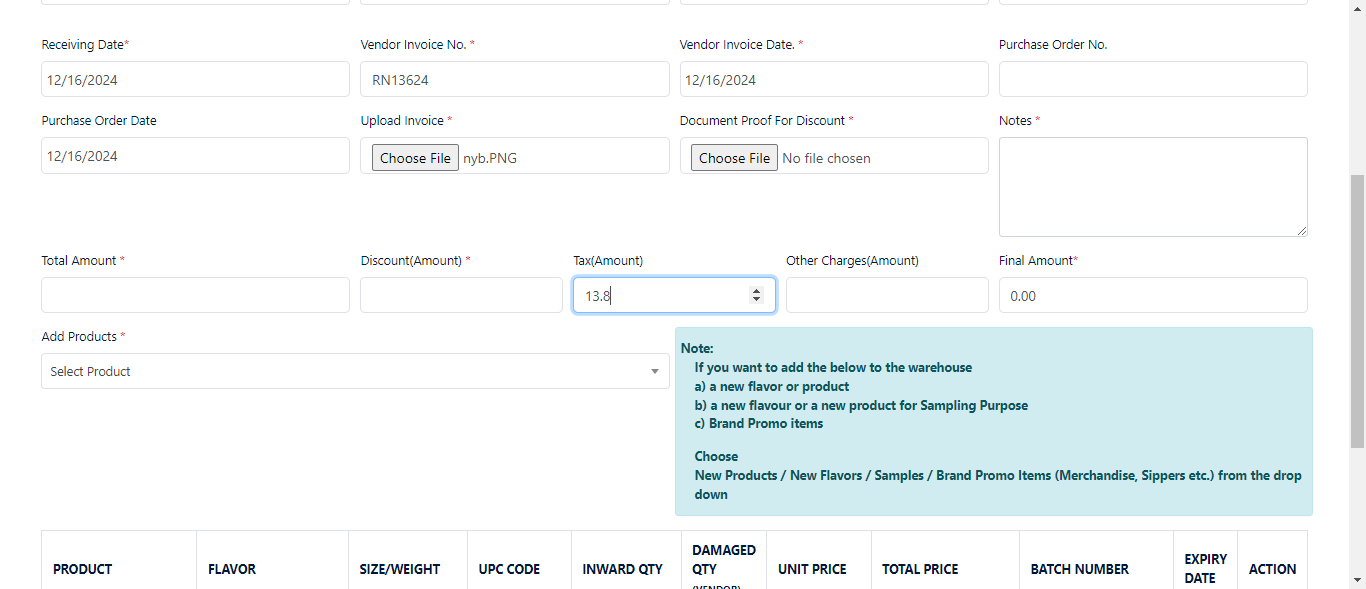 Receiving Date*
Vendor Invoice No. *
Vendor Invoice Date. *
Purchase Order No.
12/16/2024
RN13624
12/16/2024
Purchase Order Date
Upload Invoice *
Document Proof For Discount *
Notes *
12/16/2024
Choose File nyb.PNG
Choose File No file chosen
Total Amount *
Discount(Amount) *
Tax(Amount)
Other Charges(Amount)
Final Amount*
13.8
0.00
Add Products *
Select Product
Note:
If you want to add the below to the warehouse
a) a new flavor or product
b) a new flavour or a new product for Sampling Purpose
c) Brand Promo items
Choose
New Products / New Flavors / Samples / Brand Promo Items (Merchandise, Sippers etc.) from the drop
down
PRODUCT
FLAVOR
SIZE/WEIGHT
UPC CODE
INWARD QTY
DAMAGED
QTY
(VENDOR)
UNIT PRICE
TOTAL PRICE
BATCH NUMBER
EXPIRY
DATE
ACTION